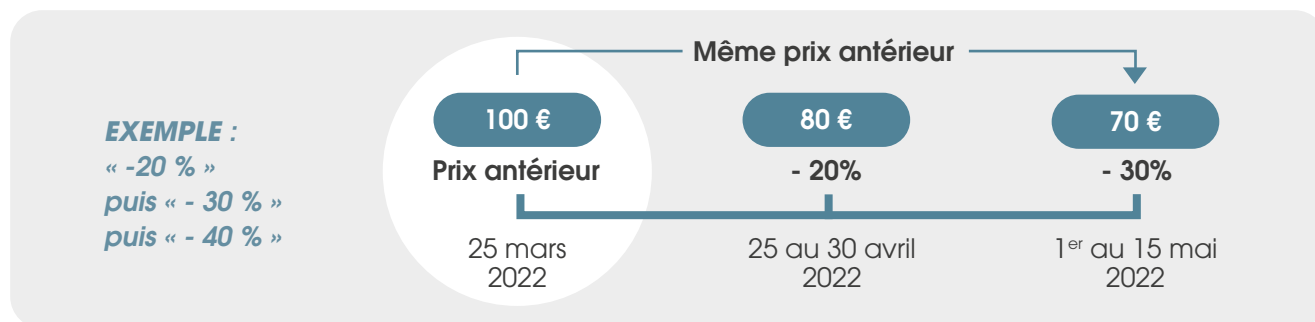 Même prix antérieur
EXEMPLE :
« -20 % »
puis « - 30 % »
puis « - 40 % »
100 €
Prix antérieur
25 mars
2022
80 €
- 20%
25 au 30 avril
2022
70 €
- 30%
1er au 15 mai
2022